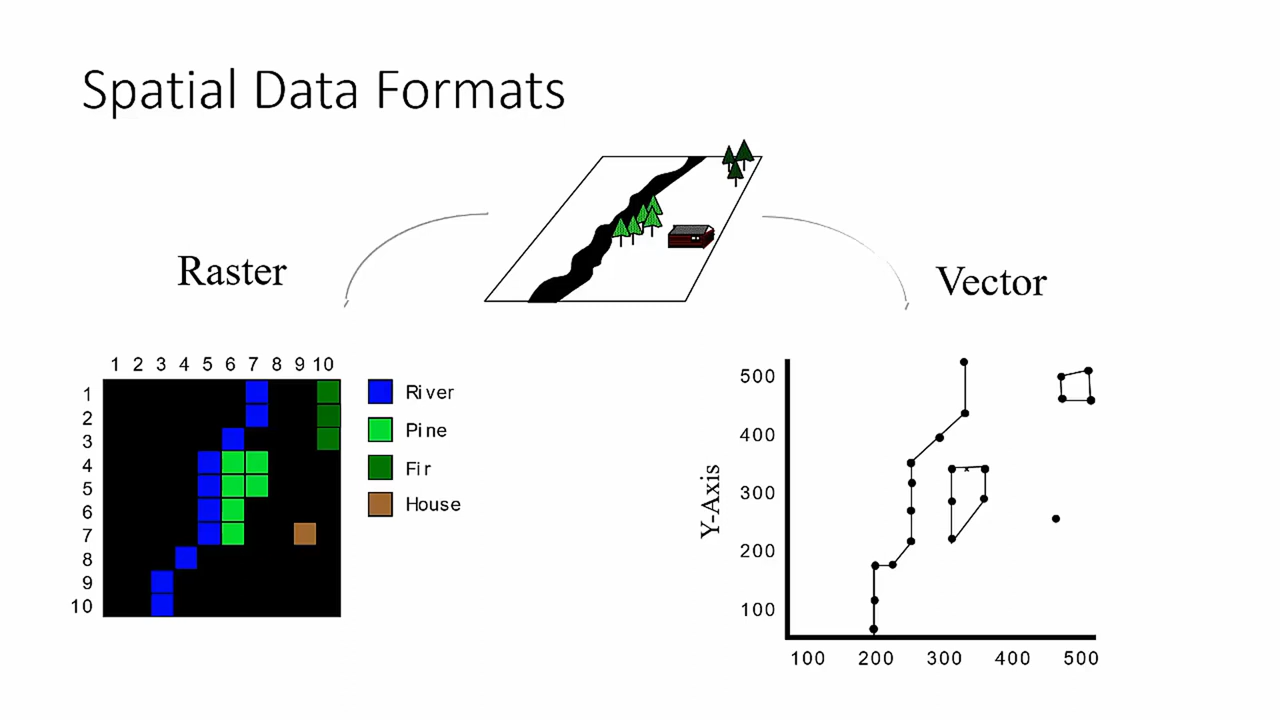 Spatial Data Formats
Raster
Vector
1 2 3 4 5 6 7 8 9 10
1
2
3
4
5
6
7
8
9
10
River
Pine
Fir
House
Y-Axis
500
400
300
200
100
100 200 300 400 500